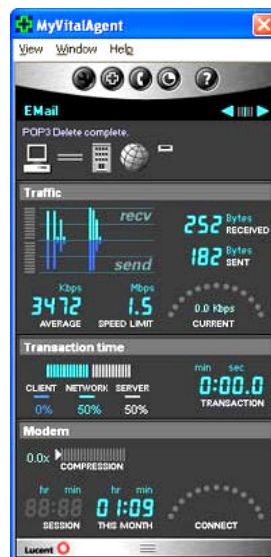 MyVitalAgent
View Window Help
?
EMail
POP3 Delete complete.
Traffic
recv
send
252 Bytes RECEIVED
182 Bytes SENT
Kbps Mbps
3472 1.5 0.0 Kbps
AVERAGE SPEED LIMIT CURRENT
Transaction time
min sec
0:00.0
CLIENT NETWORK SERVER TRANSACTION
0% 50% 50%
Modem
0.0x
COMPRESSION
hr min hr min
88:88 01:09
SESSION THIS MONTH CONNECT
Lucent